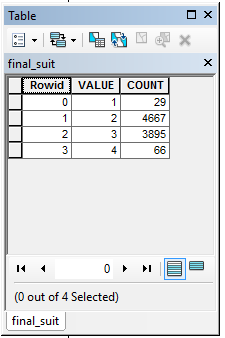 Table
final_suit
Rowid VALUE COUNT
0 1 29
1 2 4667
2 3 3895
3 4 66
0
(0 out of 4 Selected)
final_suit